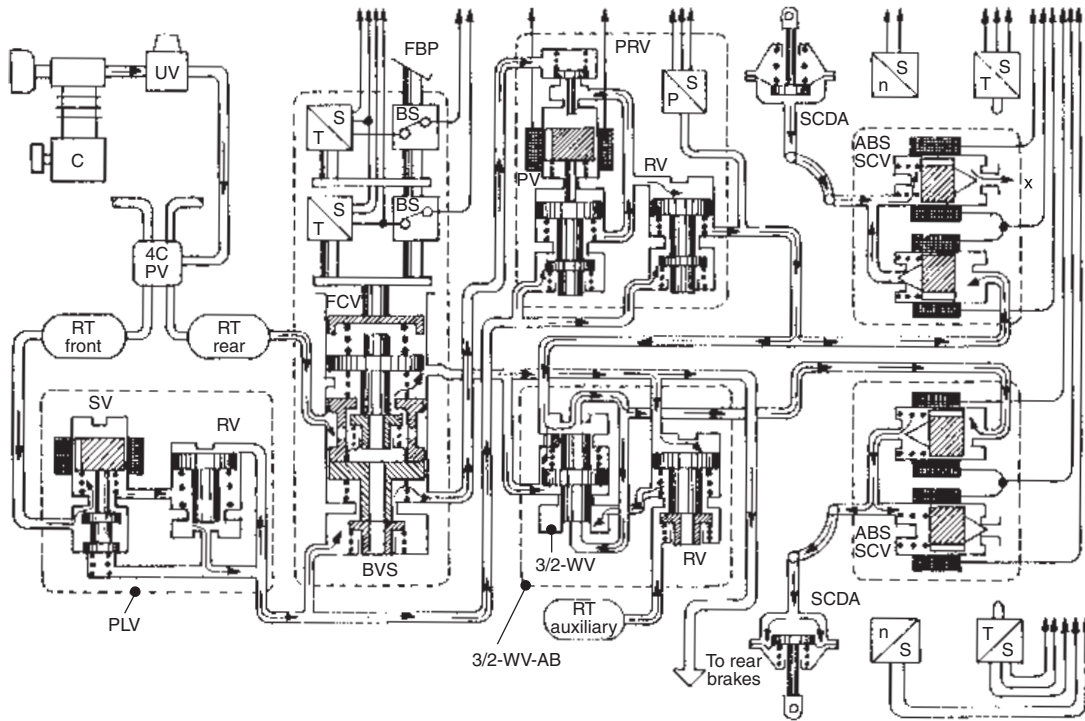 UV
C
4C
PV
RT
front
RT
rear
SV
RV
PLV
FBP
S
T
BS
S
T
BS
FCV
BVS
PRV
PV
RV
S
P
3/2-WV
RV
3/2-WV-AB
RT
auxiliary
To rear
brakes
SCDA
S
n
S
T
ABS
SCV
x
ABS
SCV
SCDA
n
S
T
S